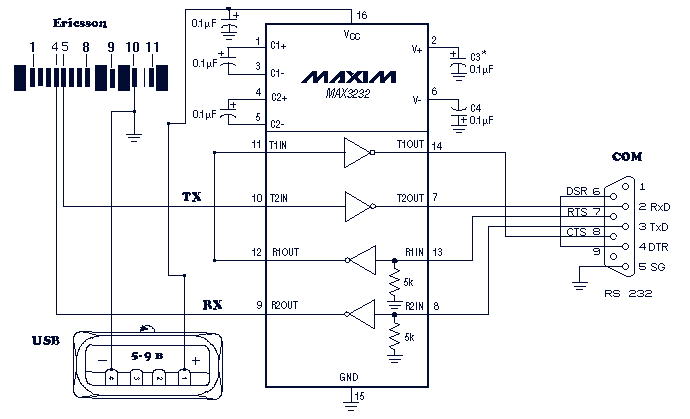 Ericsson
1 4 5 8 9 10 11
0.1µF
16
VCC
1 C1+
V+ 2
C3*
0.1µF
0.1µF
3 C1-
MAXIM
MAX3232
4 C2+
V- 6
C4
0.1µF
0.1µF
5 C2-
11 T1IN
T1OUT 14
COM
TX
10 T2IN
T2OUT 7
DSR 6
1
2 RxD
RTS 7
3 TxD
CTS 8
4 DTR
9
5 SG
RS 232
12 R1OUT
R1IN 13
5k
RX
9 R2OUT
R2IN 8
5k
USB
5-9 в
− +
4 3 2 1
GND
15